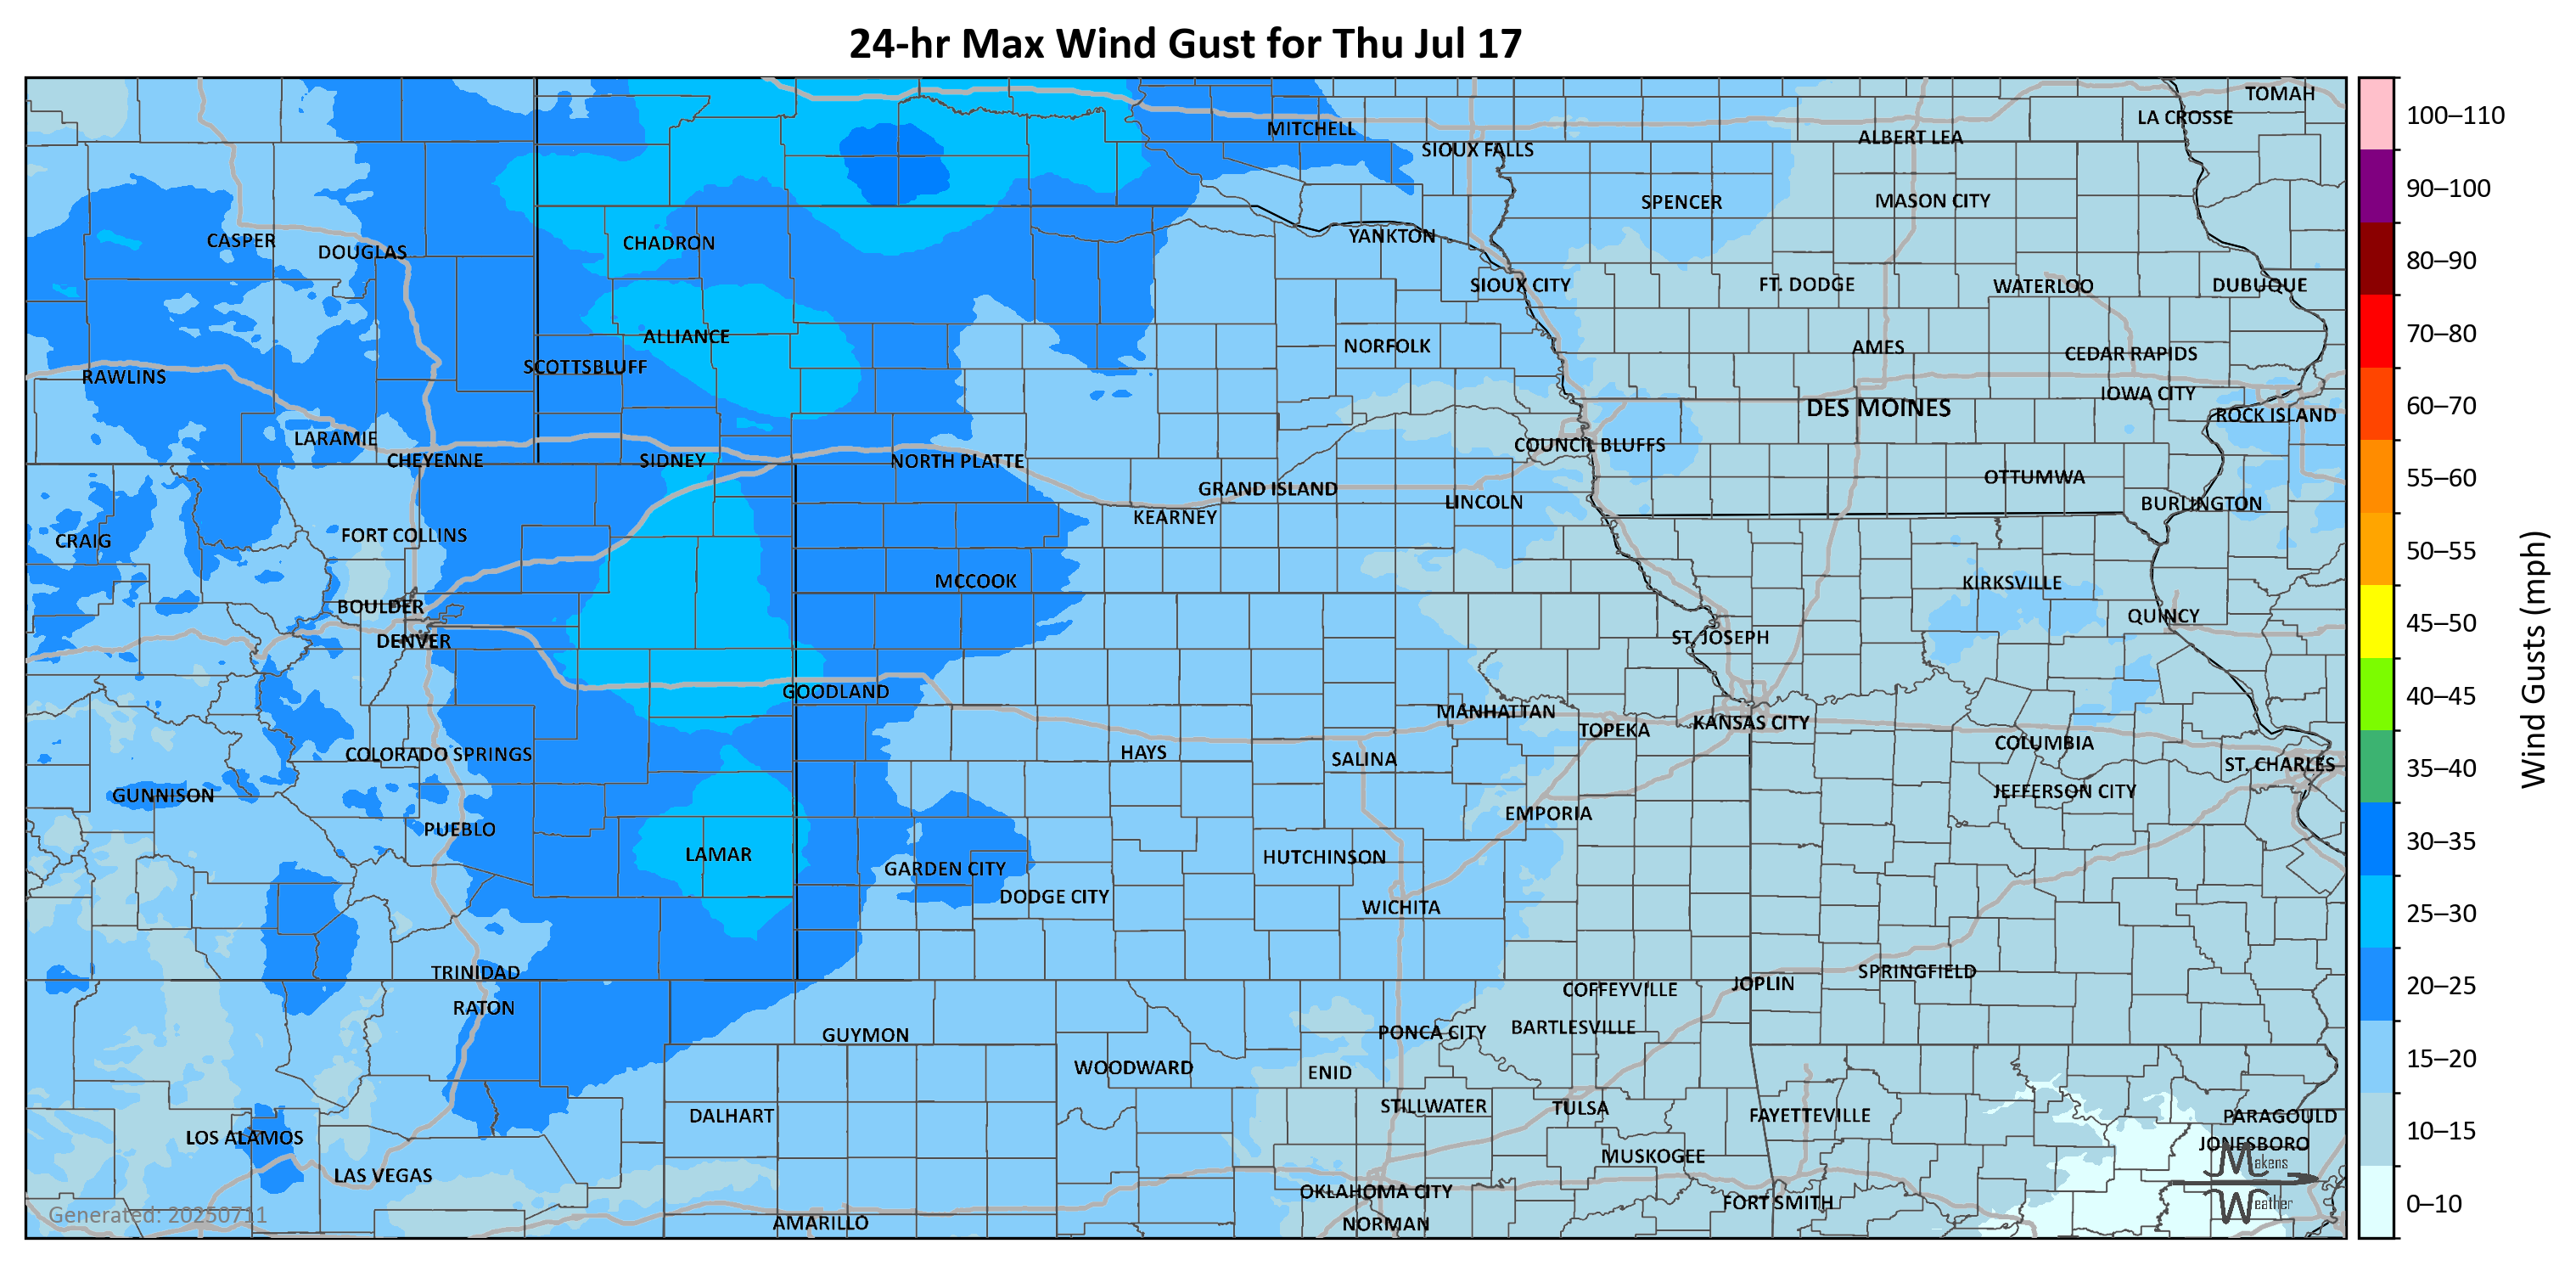 24-hr Max Wind Gust for Thu Jul 17
TOMAH
LA CROSSE
MITCHELL
ALBERT LEA
SIOUX FALLS
SPENCER
MASON CITY
CASPER
DOUGLAS
CHADRON
YANKTON
SIOUX CITY
FT. DODGE
WATERLOO
DUBUQUE
ALLIANCE
NORFOLK
AMES
CEDAR RAPIDS
SCOTTSBLUFF
RAWLINS
IOWA CITY
DES MOINES
ROCK ISLAND
LARAMIE
COUNCIL BLUFFS
CHEYENNE
SIDNEY
NORTH PLATTE
OTTUMWA
GRAND ISLAND
LINCOLN
BURLINGTON
KEARNEY
FORT COLLINS
CRAIG
MCCOOK
KIRKSVILLE
BOULDER
QUINCY
DENVER
ST. JOSEPH
GOODLAND
MANHATTAN
KANSAS CITY
TOPEKA
COLUMBIA
HAYS
COLORADO SPRINGS
SALINA
ST. CHARLES
GUNNISON
JEFFERSON CITY
EMPORIA
PUEBLO
LAMAR
HUTCHINSON
GARDEN CITY
DODGE CITY
WICHITA
TRINIDAD
SPRINGFIELD
JOPLIN
COFFEYVILLE
RATON
BARTLESVILLE
PONCA CITY
GUYMON
WOODWARD
ENID
STILLWATER
TULSA
DALHART
FAYETTEVILLE
PARAGOULD
LOS ALAMOS
JONESBORO
MUSKOGEE
LAS VEGAS
OKLAHOMA CITY
FORT SMITH
AMARILLO
NORMAN
Generated: 20250711
Makens
Weather
100–110
90–100
80–90
70–80
60–70
55–60
50–55
45–50
40–45
35–40
30–35
25–30
20–25
15–20
10–15
0–10
Wind Gusts (mph)